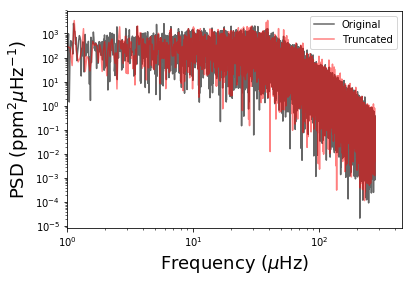 Original
Truncated
PSD (ppm²μHz⁻¹)
10³
10²
10¹
10⁰
10⁻¹
10⁻²
10⁻³
10⁻⁴
10⁻⁵
10⁰ 10¹ 10²
Frequency (μHz)